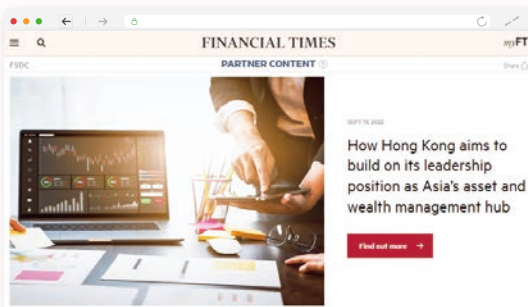 FINANCIAL TIMES
myFT
FSDC
PARTNER CONTENT
Share
SEPT 19, 2022
How Hong Kong aims to
build on its leadership
position as Asia's asset and
wealth management hub
Find out more →